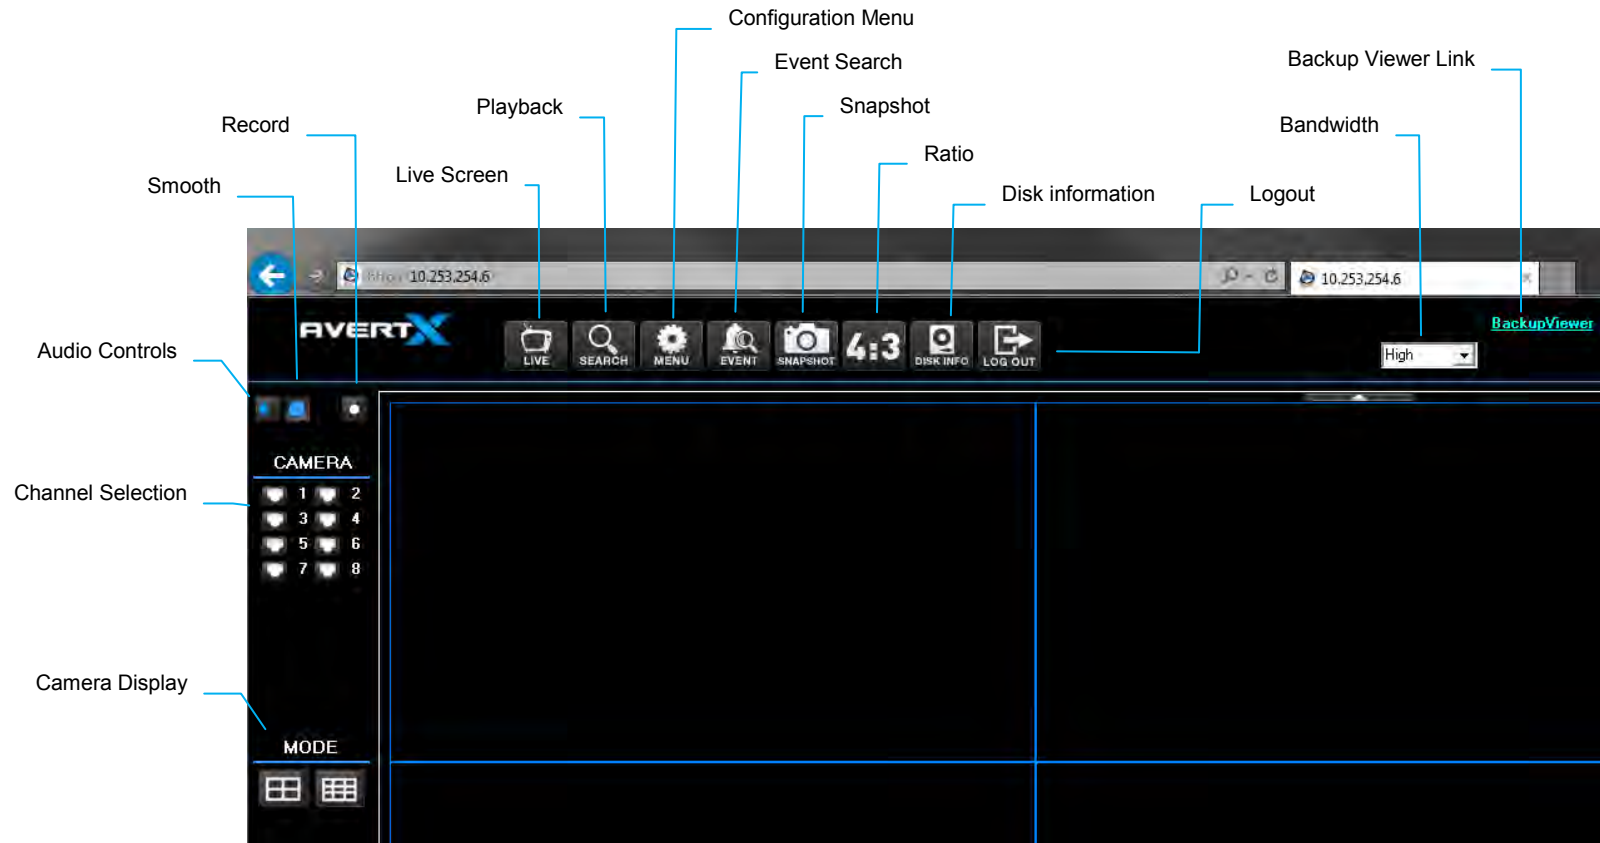 Configuration Menu
Event Search
Backup Viewer Link
Playback
Snapshot
Record
Bandwidth
Ratio
Live Screen
Smooth
Disk information
Logout
10.253.254.6
10.253.254.6
AVERTX
LIVE
SEARCH
MENU
EVENT
SNAPSHOT
4:3
DISK INFO
LOG OUT
BackupViewer
High
Audio Controls
CAMERA
Channel Selection
1 2
3 4
5 6
7 8
Camera Display
MODE